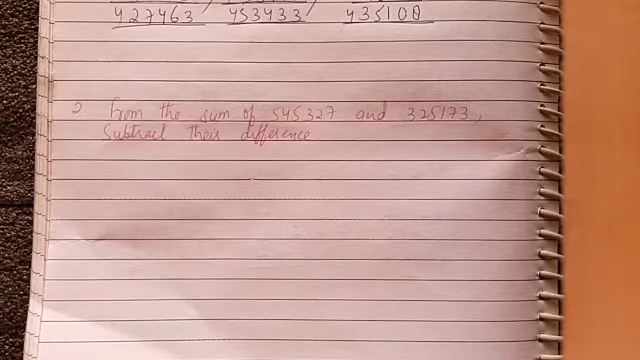 427463, 453433, 435100
2 From the sum of 545327 and 325173,
Subtract their difference.